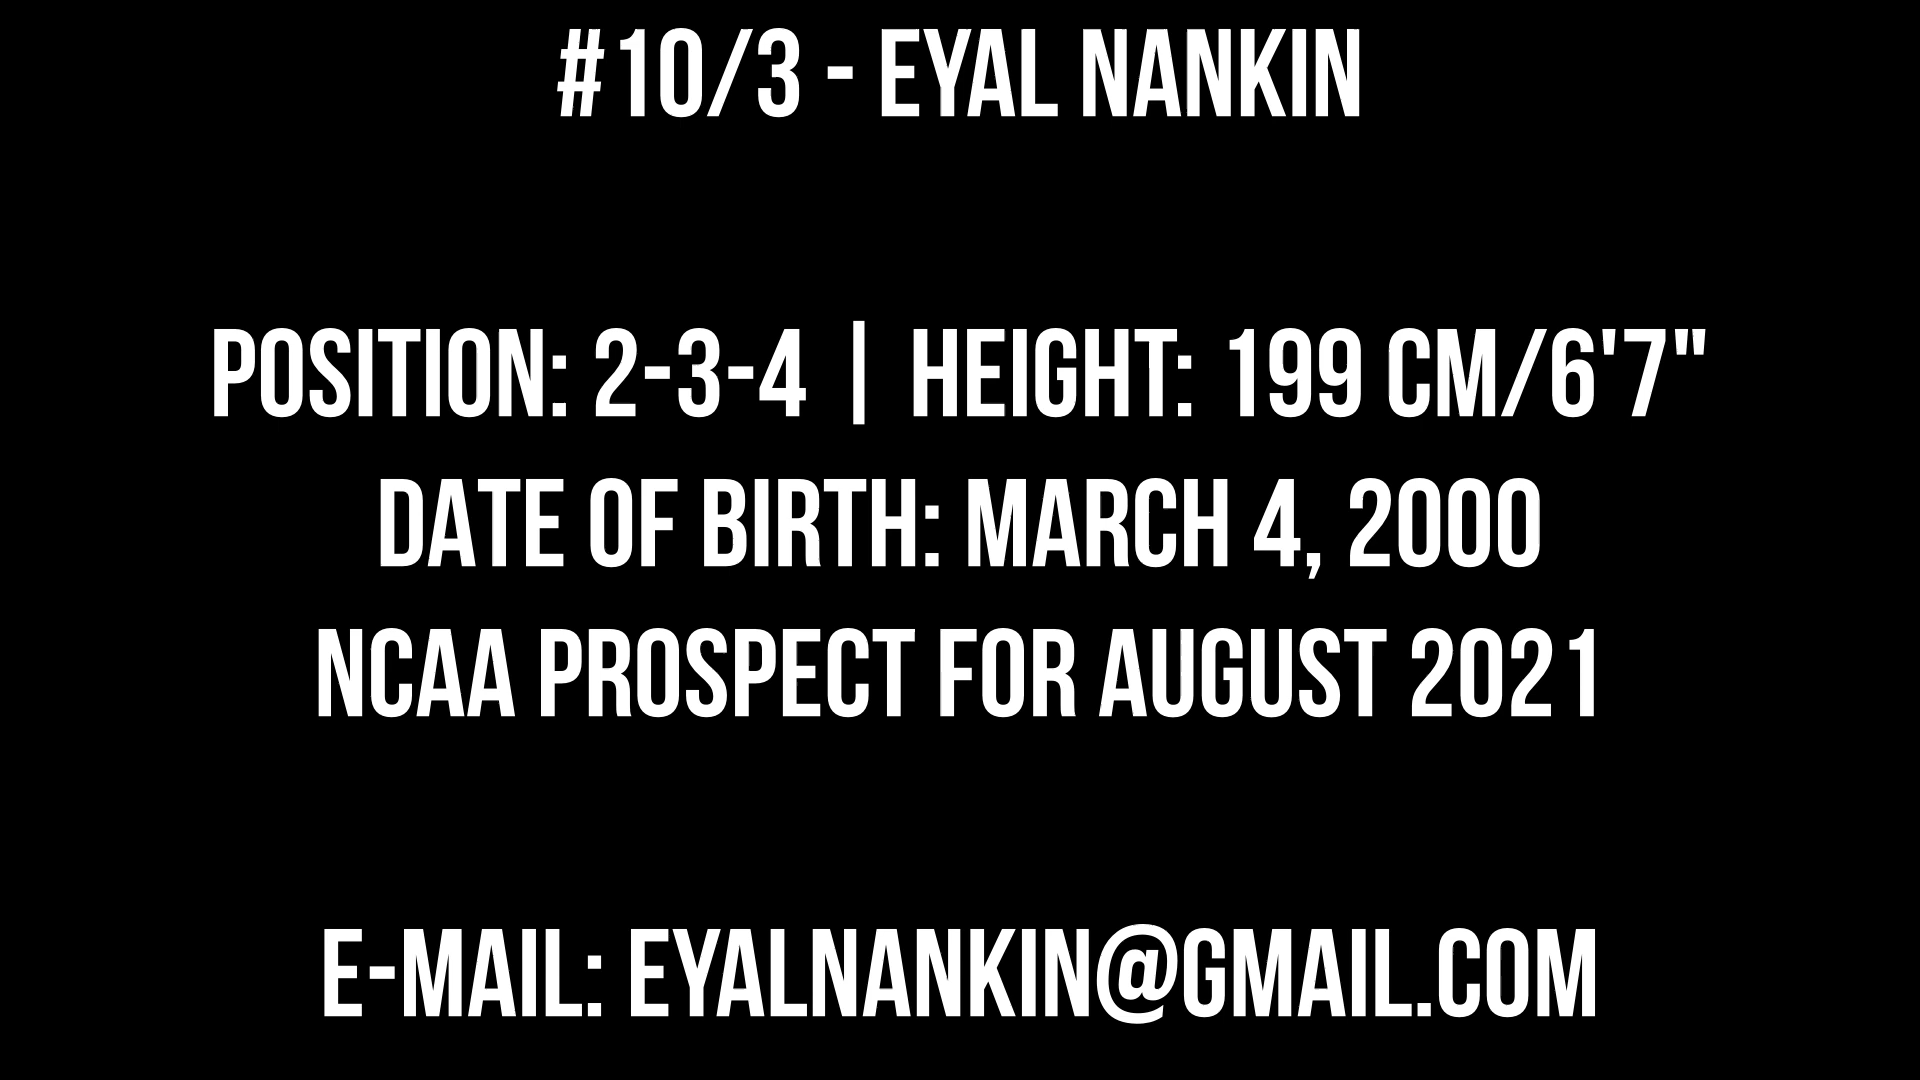 #10/3 - EYAL NANKIN
POSITION: 2-3-4 | HEIGHT: 199 CM/6'7"
DATE OF BIRTH: MARCH 4, 2000
NCAA PROSPECT FOR AUGUST 2021
E-MAIL: EYALNANKIN@GMAIL.COM